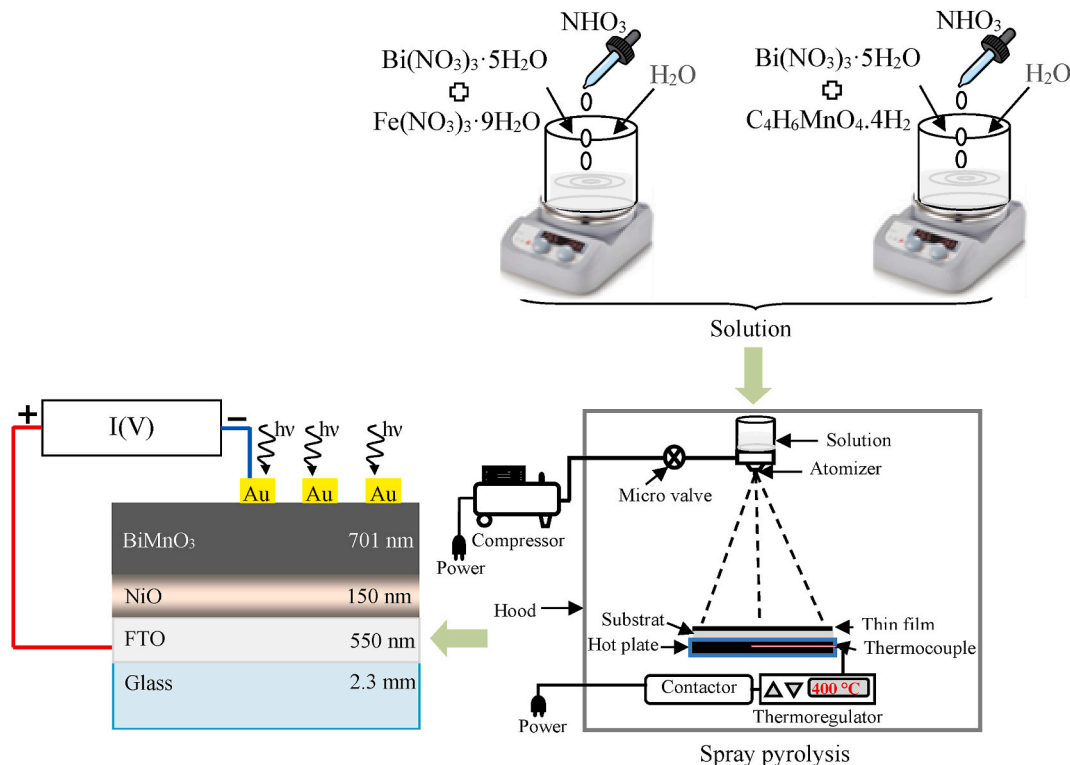 NHO₃
Bi(NO₃)₃·5H₂O
H₂O
Fe(NO₃)₃·9H₂O
NHO₃
Bi(NO₃)₃·5H₂O
H₂O
C₄H₆MnO₄.4H₂
Solution
+
I(V)
−
hν
hν
hν
Au
Au
Au
BiMnO₃ 701 nm
NiO 150 nm
FTO 550 nm
Glass 2.3 mm
Solution
Atomizer
Micro valve
Compressor
Power
Hood
Substrat
Thin film
Hot plate
Thermocouple
Contactor
400 °C
Thermoregulator
Power
Spray pyrolysis